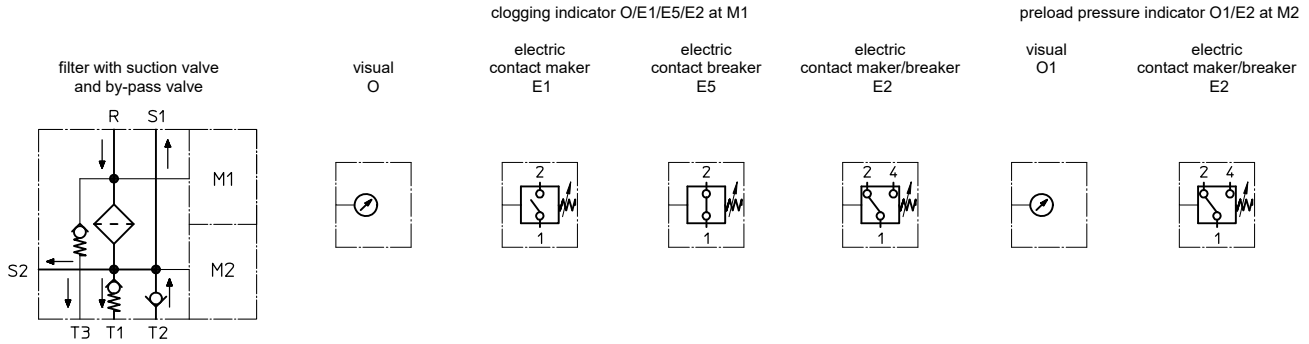 clogging indicator O/E1/E5/E2 at M1
preload pressure indicator O1/E2 at M2
filter with suction valve
and by-pass valve
visual
O
electric
contact maker
E1
electric
contact breaker
E5
electric
contact maker/breaker
E2
visual
O1
electric
contact maker/breaker
E2
R S1
M1
M2
S2
T3 T1 T2
2
1
2
1
2 4
1
2 4
1